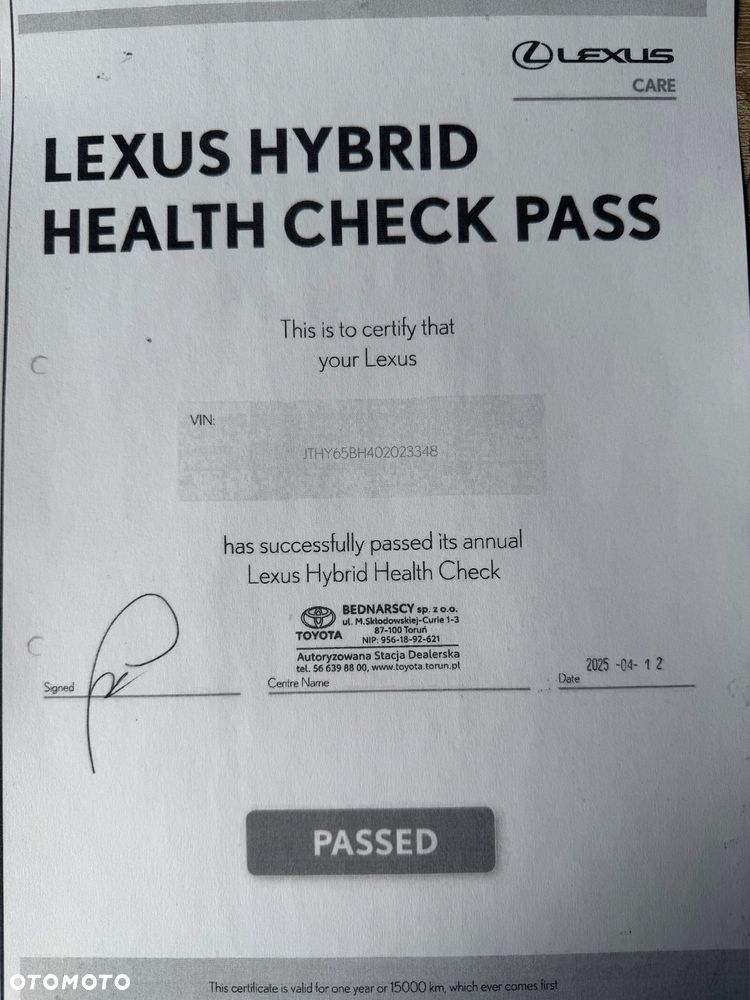 LEXUS
CARE
LEXUS HYBRID
HEALTH CHECK PASS
This is to certify that
your Lexus
VIN:
JTHY65BH402023348
has successfully passed its annual
Lexus Hybrid Health Check
TOYOTA
BEDNARSCY sp. z o.o.
ul. M.Skłodowskiej-Curie 1-3
87-100 Toruń
NIP: 956-18-92-621
Autoryzowana Stacja Dealerska
tel. 56 639 88 00, www.toyota.torun.pl
Signed
Centre Name
Date
2025 -04- 1 2
PASSED
This certificate is valid for one year or 15000 km, which ever comes first
OTOMOTO